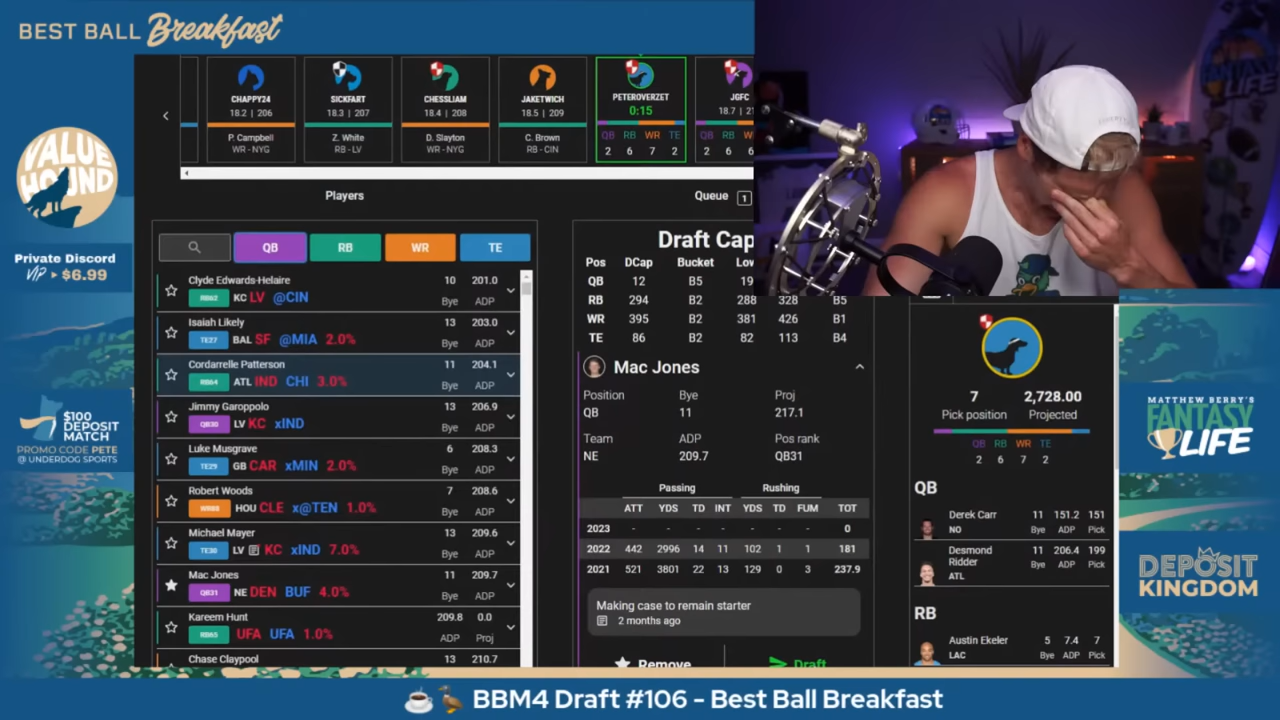 BEST BALL Breakfast
VALUE HOUND
Private Discord
VIP ▸ $6.99
$100
DEPOSIT
MATCH
PROMO CODE PETE
@ UNDERDOG SPORTS
CHAPPY24
18.2 | 206
P. Campbell
WR - NYG
SICKFART
18.3 | 207
Z. White
RB - LV
CHESSLIAM
18.4 | 208
D. Slayton
WR - NYG
JAKETWICH
18.5 | 209
C. Brown
RB - CIN
PETEROVERZET
0:15
QB RB WR TE
2 6 7 2
JGFC
18.7 | 21
QB RB W
2 6 6
Players
Queue 1
QB RB WR TE
Clyde Edwards-Helaire 10 201.0
RB62 KC LV @CIN Bye ADP
Isaiah Likely 13 203.0
TE27 BAL SF @MIA 2.0% Bye ADP
Cordarrelle Patterson 11 204.1
RB64 ATL IND CHI 3.0% Bye ADP
Jimmy Garoppolo 13 206.9
QB30 LV KC xIND Bye ADP
Luke Musgrave 6 208.3
TE29 GB CAR xMIN 2.0% Bye ADP
Robert Woods 7 208.6
WR88 HOU CLE x@TEN 1.0% Bye ADP
Michael Mayer 13 209.6
TE30 LV KC xIND 7.0% Bye ADP
Mac Jones 11 209.7
QB31 NE DEN BUF 4.0% Bye ADP
Kareem Hunt 209.8 0.0
RB65 UFA UFA 1.0% ADP Proj
Chase Claypool 13 210.7
Draft Cap
Pos DCap Bucket Low
QB 12 B5 19
RB 294 B2 288 328 B5
WR 395 B2 381 426 B1
TE 86 B2 82 113 B4
Mac Jones
Position Bye Proj
QB 11 217.1
Team ADP Pos rank
NE 209.7 QB31
Passing Rushing
ATT YDS TD INT YDS TD FUM TOT
2023 - - - - - - - 0
2022 442 2996 14 11 102 1 1 181
2021 521 3801 22 13 129 0 3 237.9
Making case to remain starter
2 months ago
Remove Draft
7 2,728.00
Pick position Projected
QB RB WR TE
2 6 7 2
QB
Derek Carr 11 151.2 151
NO Bye ADP Pick
Desmond Ridder 11 206.4 199
ATL Bye ADP Pick
RB
Austin Ekeler 5 7.4 7
LAC Bye ADP Pick
MATTHEW BERRY'S
FANTASY
LIFE
DEPOSIT
KINGDOM
BBM4 Draft #106 - Best Ball Breakfast